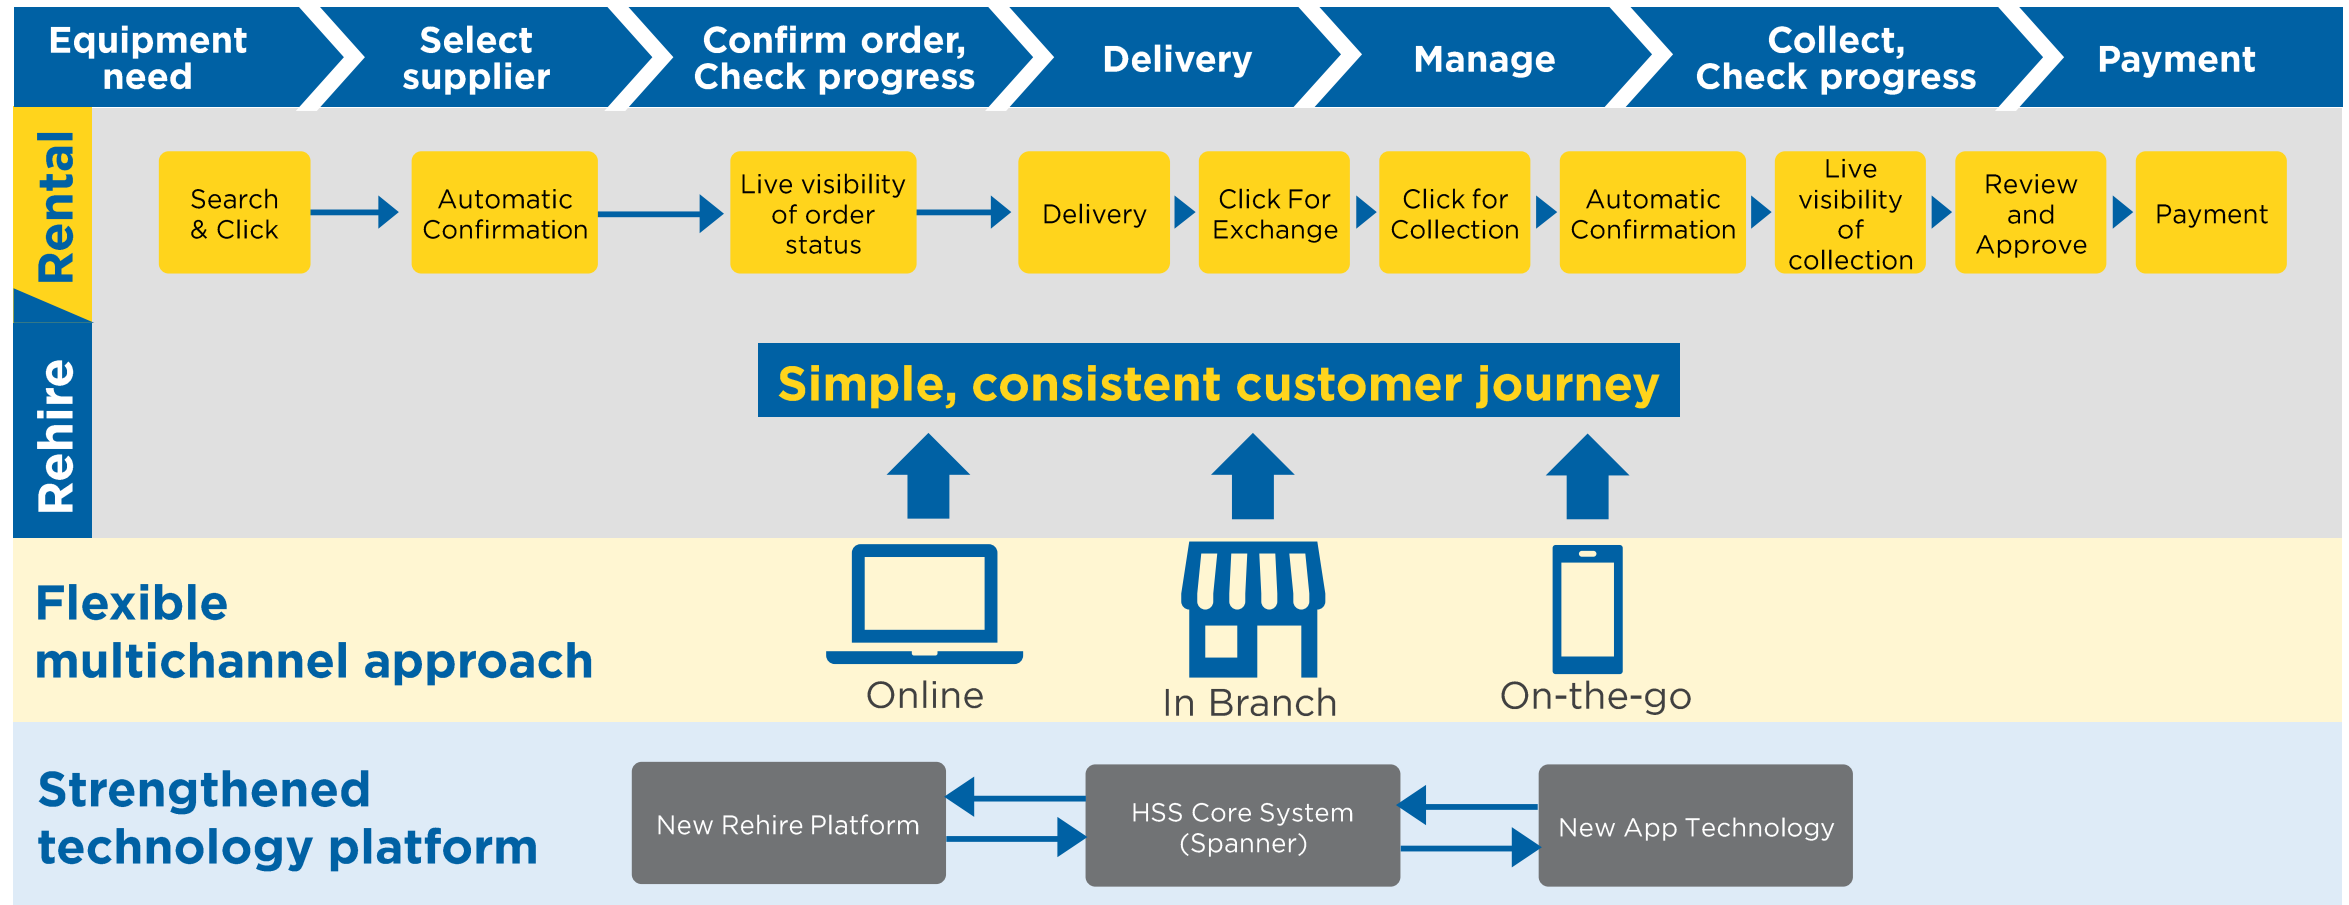 Equipment
need
Select
supplier
Confirm order,
Check progress
Delivery
Manage
Collect,
Check progress
Payment
Rental
Search
& Click
Automatic
Confirmation
Live visibility
of order
status
Delivery
Click For
Exchange
Click for
Collection
Automatic
Confirmation
Live
visibility
of
collection
Review
and
Approve
Payment
Rehire
Simple, consistent customer journey
Flexible
multichannel approach
Online
In Branch
On-the-go
Strengthened
technology platform
New Rehire Platform
HSS Core System
(Spanner)
New App Technology